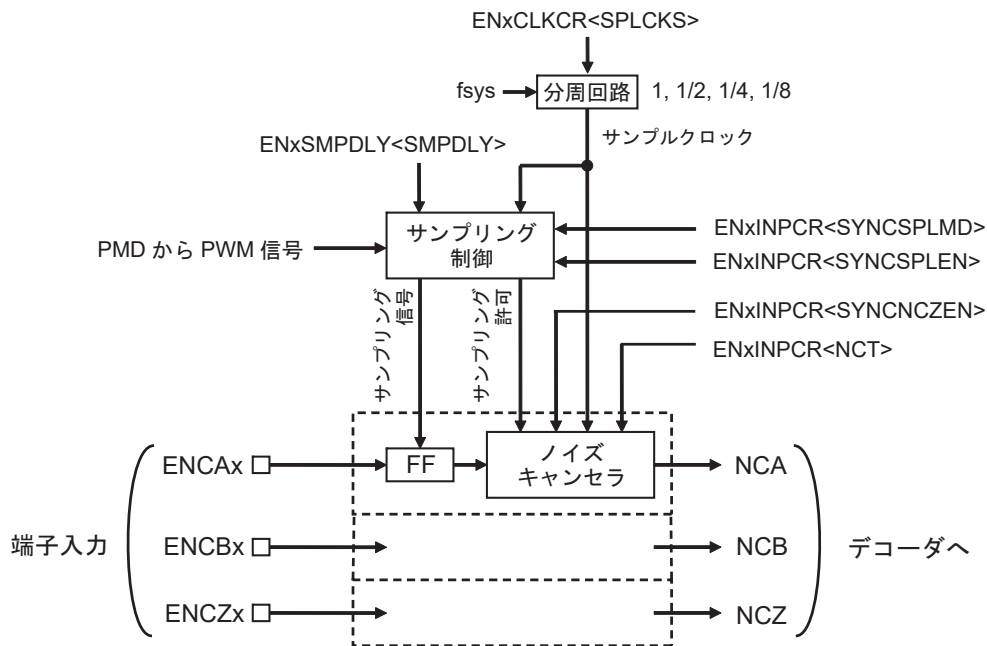 ENxCLKCR<SPLCKS>
fsys
分周回路
1, 1/2, 1/4, 1/8
サンプルクロック
ENxSMPDLY<SMPDLY>
PMD から PWM 信号
サンプリング
制御
ENxINPCR<SYNCSPLMD>
ENxINPCR<SYNCSPLEN>
サンプリング
信号
サンプリング
許可
ENxINPCR<SYNCNCZEN>
ENxINPCR<NCT>
端子入力
ENCAx
FF
ノイズ
キャンセラ
NCA
ENCBx
NCB
デコーダへ
ENCZx
NCZ